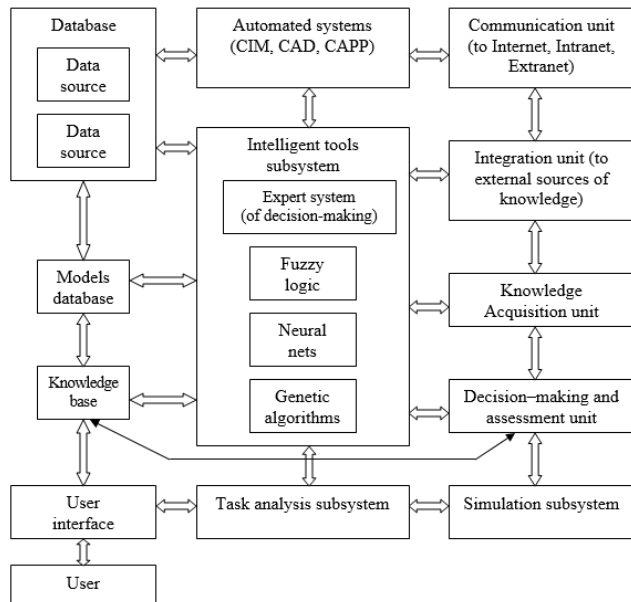 Database
Data
source
Data
source
Automated systems
(CIM, CAD, CAPP)
Communication unit
(to Internet, Intranet,
Extranet)
Intelligent tools
subsystem
Expert system
(of decision-making)
Fuzzy
logic
Neural
nets
Genetic
algorithms
Integration unit (to
external sources of
knowledge)
Models
database
Knowledge
Acquisition unit
Knowledge
base
Decision–making and
assessment unit
User
interface
Task analysis subsystem
Simulation subsystem
User